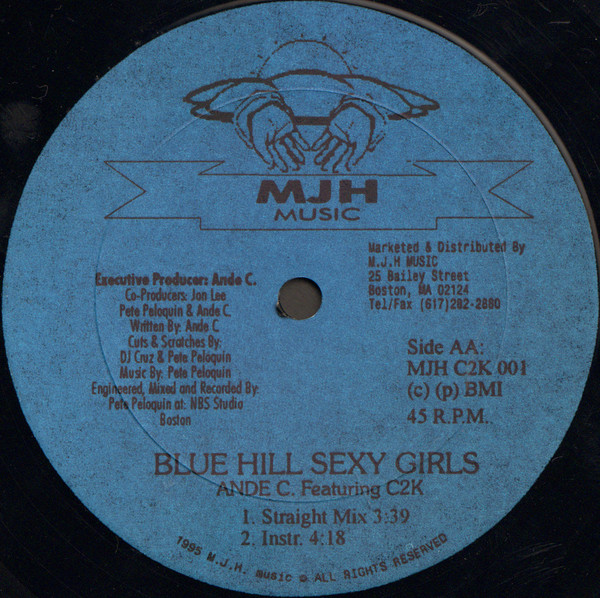 MJH
MUSIC
Marketed & Distributed By
M.J.H MUSIC
25 Bailey Street
Boston, MA 02124
Tel/Fax (617)282-2880
Executive Producer: Ande C.
Co-Producers: Jon Lee
Pete Peloquin & Ande C.
Written By: Ande C
Cuts & Scratches By:
DJ Cruz & Pete Peloquin
Music By: Pete Peloquin
Engineered, Mixed and Recorded By:
Pete Peloquin at: NBS Studio
Boston
Side AA:
MJH C2K 001
(c) (p) BMI
45 R.P.M.
BLUE HILL SEXY GIRLS
ANDE C. Featuring C2K
1. Straight Mix 3:39
2. Instr. 4:18
1995 M.J.H. Music © ALL RIGHTS RESERVED